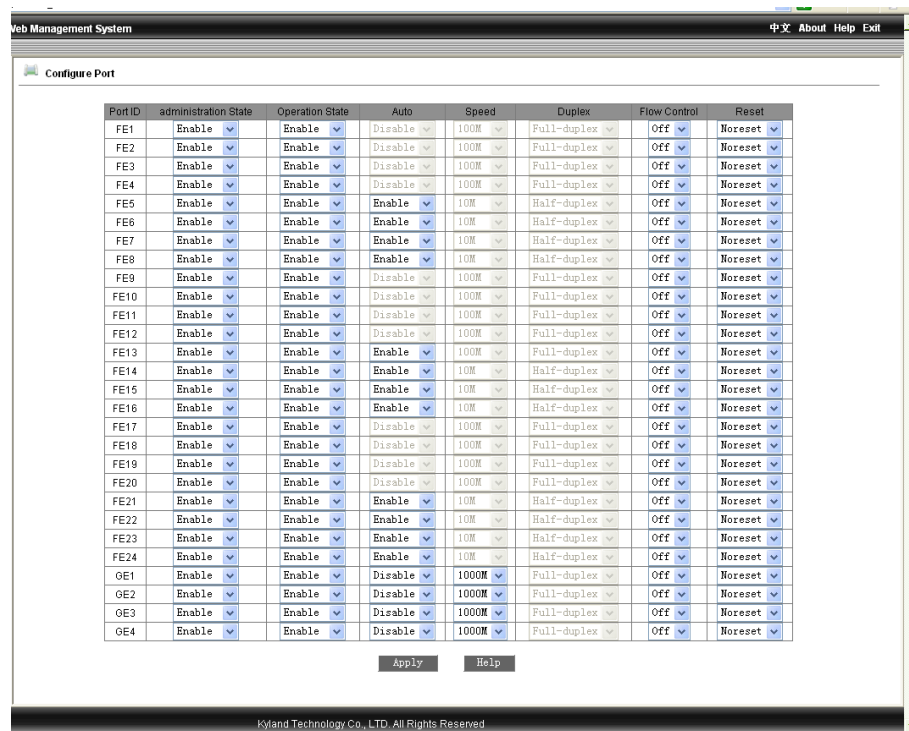 Web Management System 中文 About Help Exit
Configure Port
Port ID administration State Operation State Auto Speed Duplex Flow Control Reset
FE1 Enable Enable Disable 100M Full-duplex Off Noreset
FE2 Enable Enable Disable 100M Full-duplex Off Noreset
FE3 Enable Enable Disable 100M Full-duplex Off Noreset
FE4 Enable Enable Disable 100M Full-duplex Off Noreset
FE5 Enable Enable Enable 10M Half-duplex Off Noreset
FE6 Enable Enable Enable 10M Half-duplex Off Noreset
FE7 Enable Enable Enable 10M Half-duplex Off Noreset
FE8 Enable Enable Enable 10M Half-duplex Off Noreset
FE9 Enable Enable Disable 100M Full-duplex Off Noreset
FE10 Enable Enable Disable 100M Full-duplex Off Noreset
FE11 Enable Enable Disable 100M Full-duplex Off Noreset
FE12 Enable Enable Disable 100M Full-duplex Off Noreset
FE13 Enable Enable Enable 100M Full-duplex Off Noreset
FE14 Enable Enable Enable 10M Half-duplex Off Noreset
FE15 Enable Enable Enable 10M Half-duplex Off Noreset
FE16 Enable Enable Enable 10M Half-duplex Off Noreset
FE17 Enable Enable Disable 100M Full-duplex Off Noreset
FE18 Enable Enable Disable 100M Full-duplex Off Noreset
FE19 Enable Enable Disable 100M Full-duplex Off Noreset
FE20 Enable Enable Disable 100M Full-duplex Off Noreset
FE21 Enable Enable Enable 10M Half-duplex Off Noreset
FE22 Enable Enable Enable 10M Half-duplex Off Noreset
FE23 Enable Enable Enable 10M Half-duplex Off Noreset
FE24 Enable Enable Enable 10M Half-duplex Off Noreset
GE1 Enable Enable Disable 1000M Full-duplex Off Noreset
GE2 Enable Enable Disable 1000M Full-duplex Off Noreset
GE3 Enable Enable Disable 1000M Full-duplex Off Noreset
GE4 Enable Enable Disable 1000M Full-duplex Off Noreset
Apply Help
Kyland Technology Co., LTD. All Rights Reserved